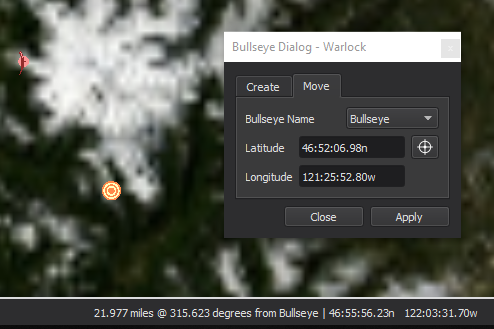 Bullseye Dialog - Warlock
Create Move
Bullseye Name Bullseye
Latitude 46:52:06.98n
Longitude 121:25:52.80w
Close Apply
21.977 miles @ 315.623 degrees from Bullseye | 46:55:56.23n 122:03:31.70w